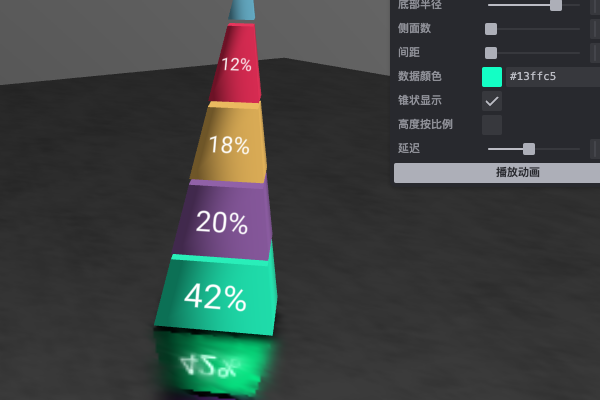 底部半径
侧面数
间距
数据颜色 #13ffc5
锥状显示
高度按比例
延迟
播放动画
12%
18%
20%
42%
42%